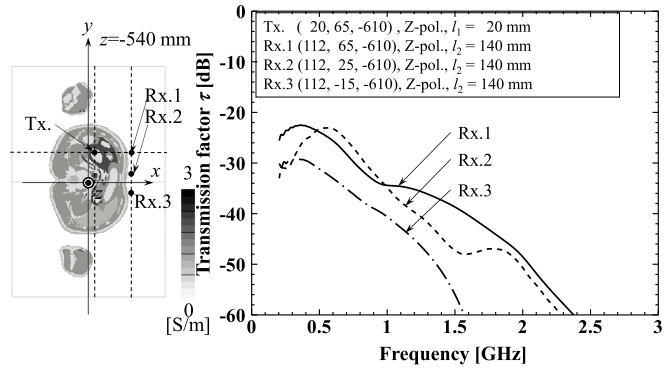 y
z=-540 mm
Rx.1
Tx.
Rx.2
x
z
Rx.3
3
0
[S/m]
Transmission factor τ [dB]
0
-10
-20
-30
-40
-50
-60
Tx. ( 20, 65, -610) , Z-pol., l1 = 20 mm
Rx.1 (112, 65, -610), Z-pol., l2 = 140 mm
Rx.2 (112, 25, -610), Z-pol., l2 = 140 mm
Rx.3 (112, -15, -610), Z-pol., l2 = 140 mm
Rx.1
Rx.2
Rx.3
0 0.5 1 1.5 2 2.5 3
Frequency [GHz]